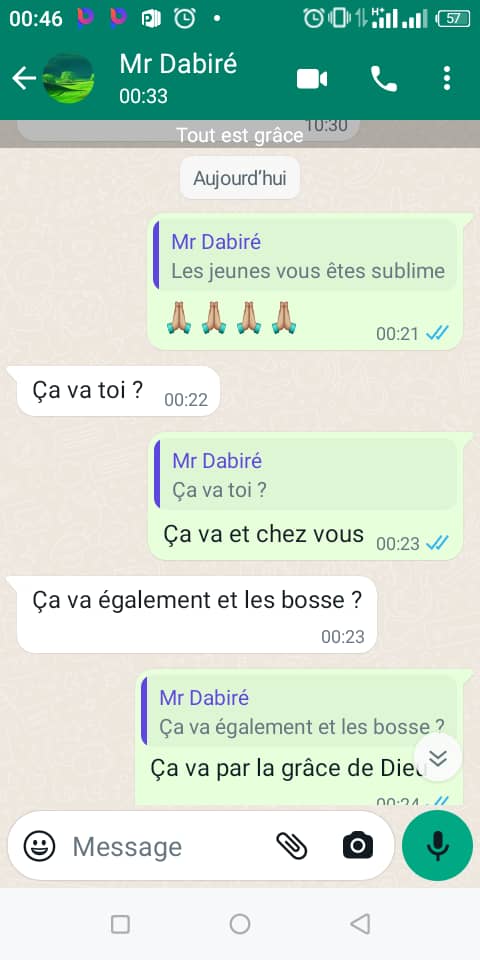 00:46
57
Mr Dabiré
00:33
10:30
Tout est grâce
Aujourd'hui
Mr Dabiré
Les jeunes vous êtes sublime
🙏🏼 🙏🏼 🙏🏼 🙏🏼
00:21
Ça va toi ?
00:22
Mr Dabiré
Ça va toi ?
Ça va et chez vous
00:23
Ça va également et les bosse ?
00:23
Mr Dabiré
Ça va également et les bosse ?
Ça va par la grâce de Dieu
00:24
Message